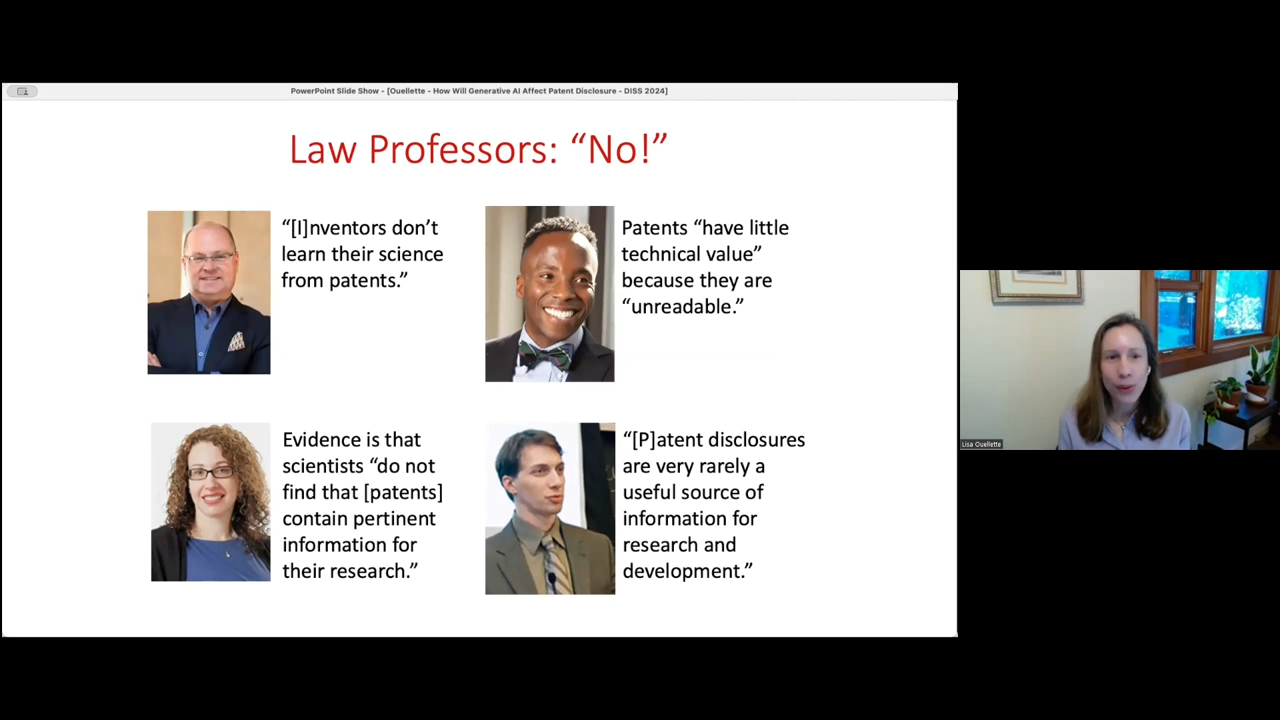 PowerPoint Slide Show - [Ouellette - How Will Generative AI Affect Patent Disclosure - DISS 2024]
Law Professors: “No!”
“[I]nventors don’t
learn their science
from patents.”
Patents “have little
technical value”
because they are
“unreadable.”
Evidence is that
scientists “do not
find that [patents]
contain pertinent
information for
their research.”
“[P]atent disclosures
are very rarely a
useful source of
information for
research and
development.”
Lisa Ouellette